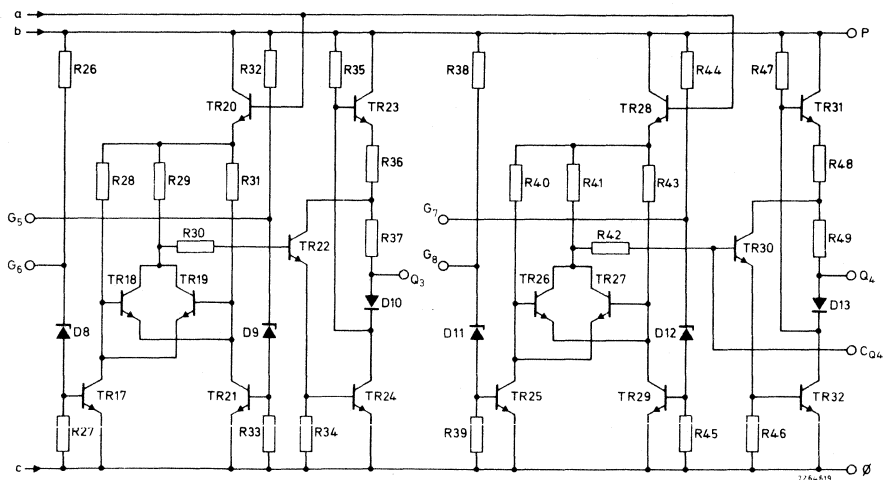 a
b
P
R26
R32
R35
R38
R44
R47
TR20
TR23
TR28
TR31
R28
R29
R31
R36
R40
R41
R43
R48
G5
G7
R30
TR22
R37
R42
TR30
R49
G6
G8
Q3
Q4
TR18
TR19
D10
TR26
TR27
D13
D8
D9
D11
D12
CQ4
TR17
TR21
TR24
TR25
TR29
TR32
R27
R33
R34
R39
R45
R46
c
Ø
7264619